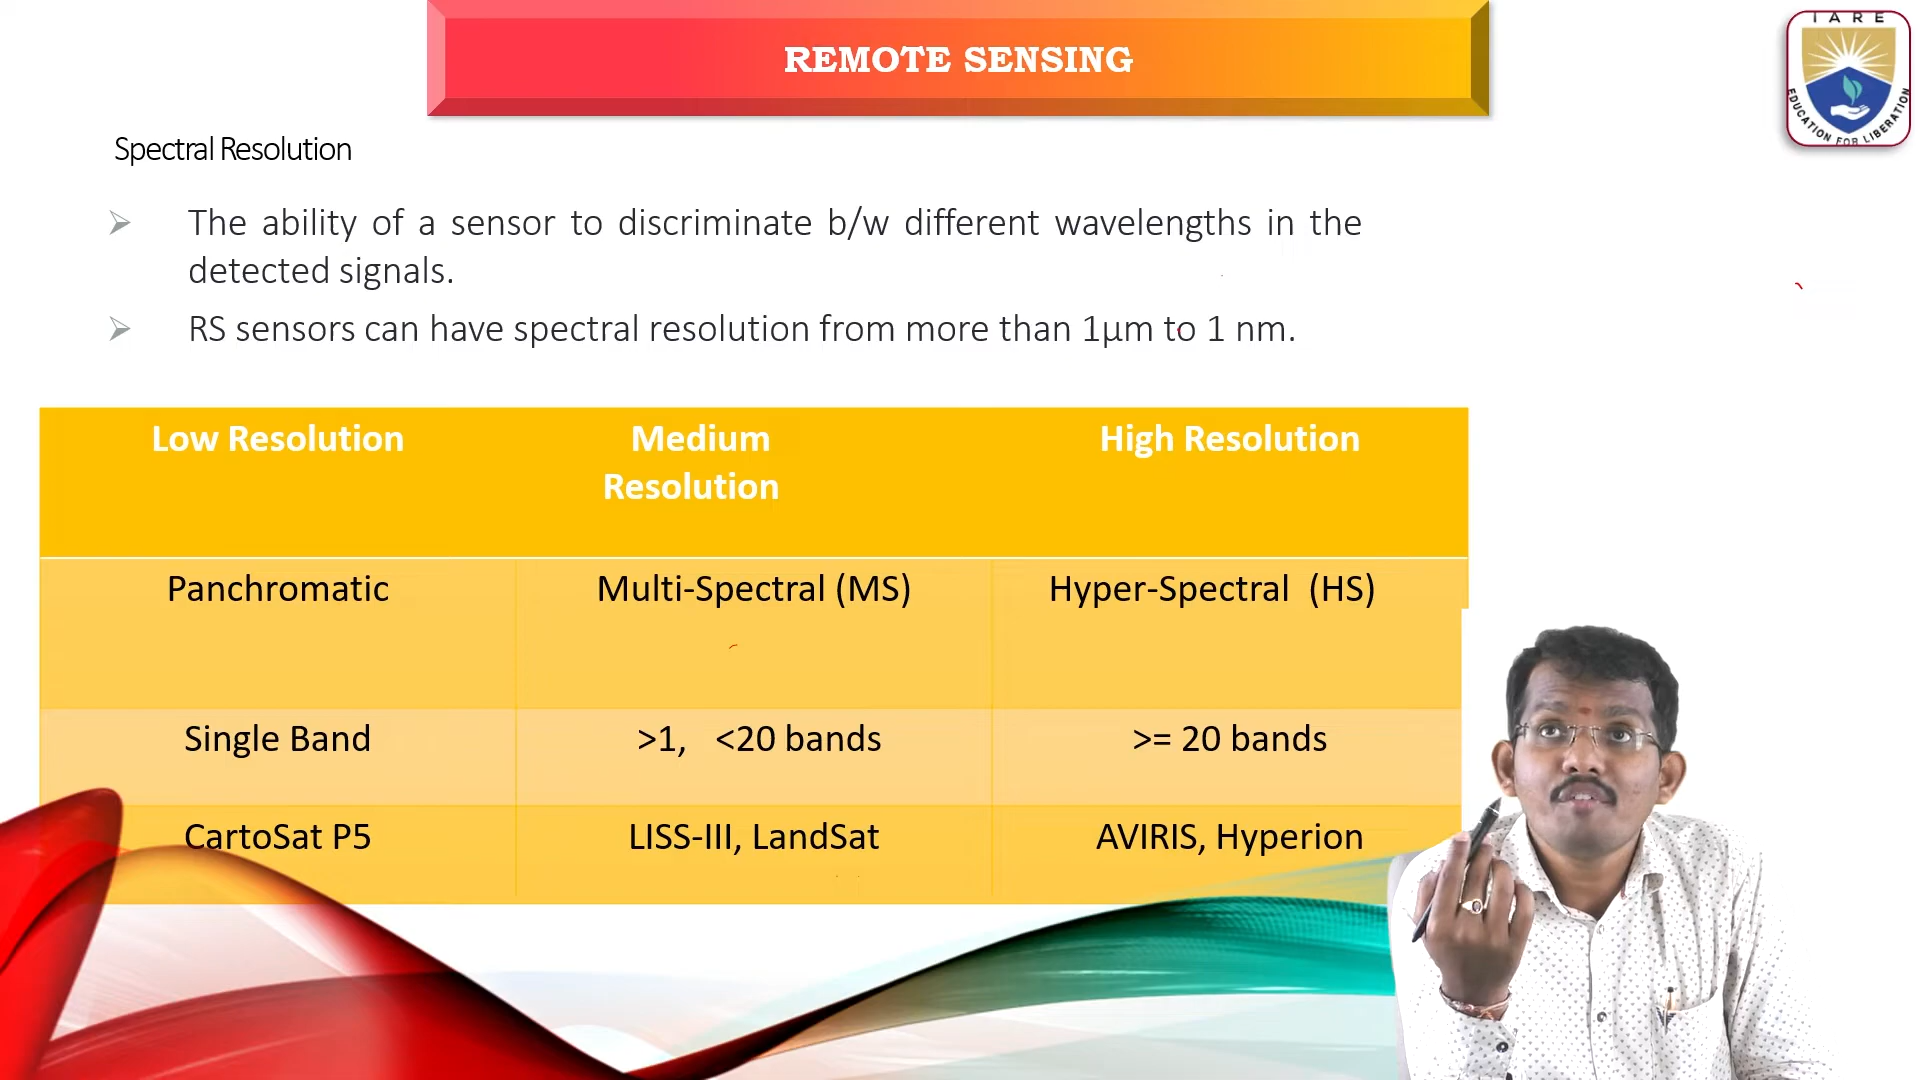 REMOTE SENSING
IARE
EDUCATION FOR LIBERATION
Spectral Resolution
The ability of a sensor to discriminate b/w different wavelengths in the
detected signals.
RS sensors can have spectral resolution from more than 1µm to 1 nm.
Low Resolution
Medium
Resolution
High Resolution
Panchromatic
Multi-Spectral (MS)
Hyper-Spectral (HS)
Single Band
>1, <20 bands
>= 20 bands
CartoSat P5
LISS-III, LandSat
AVIRIS, Hyperion